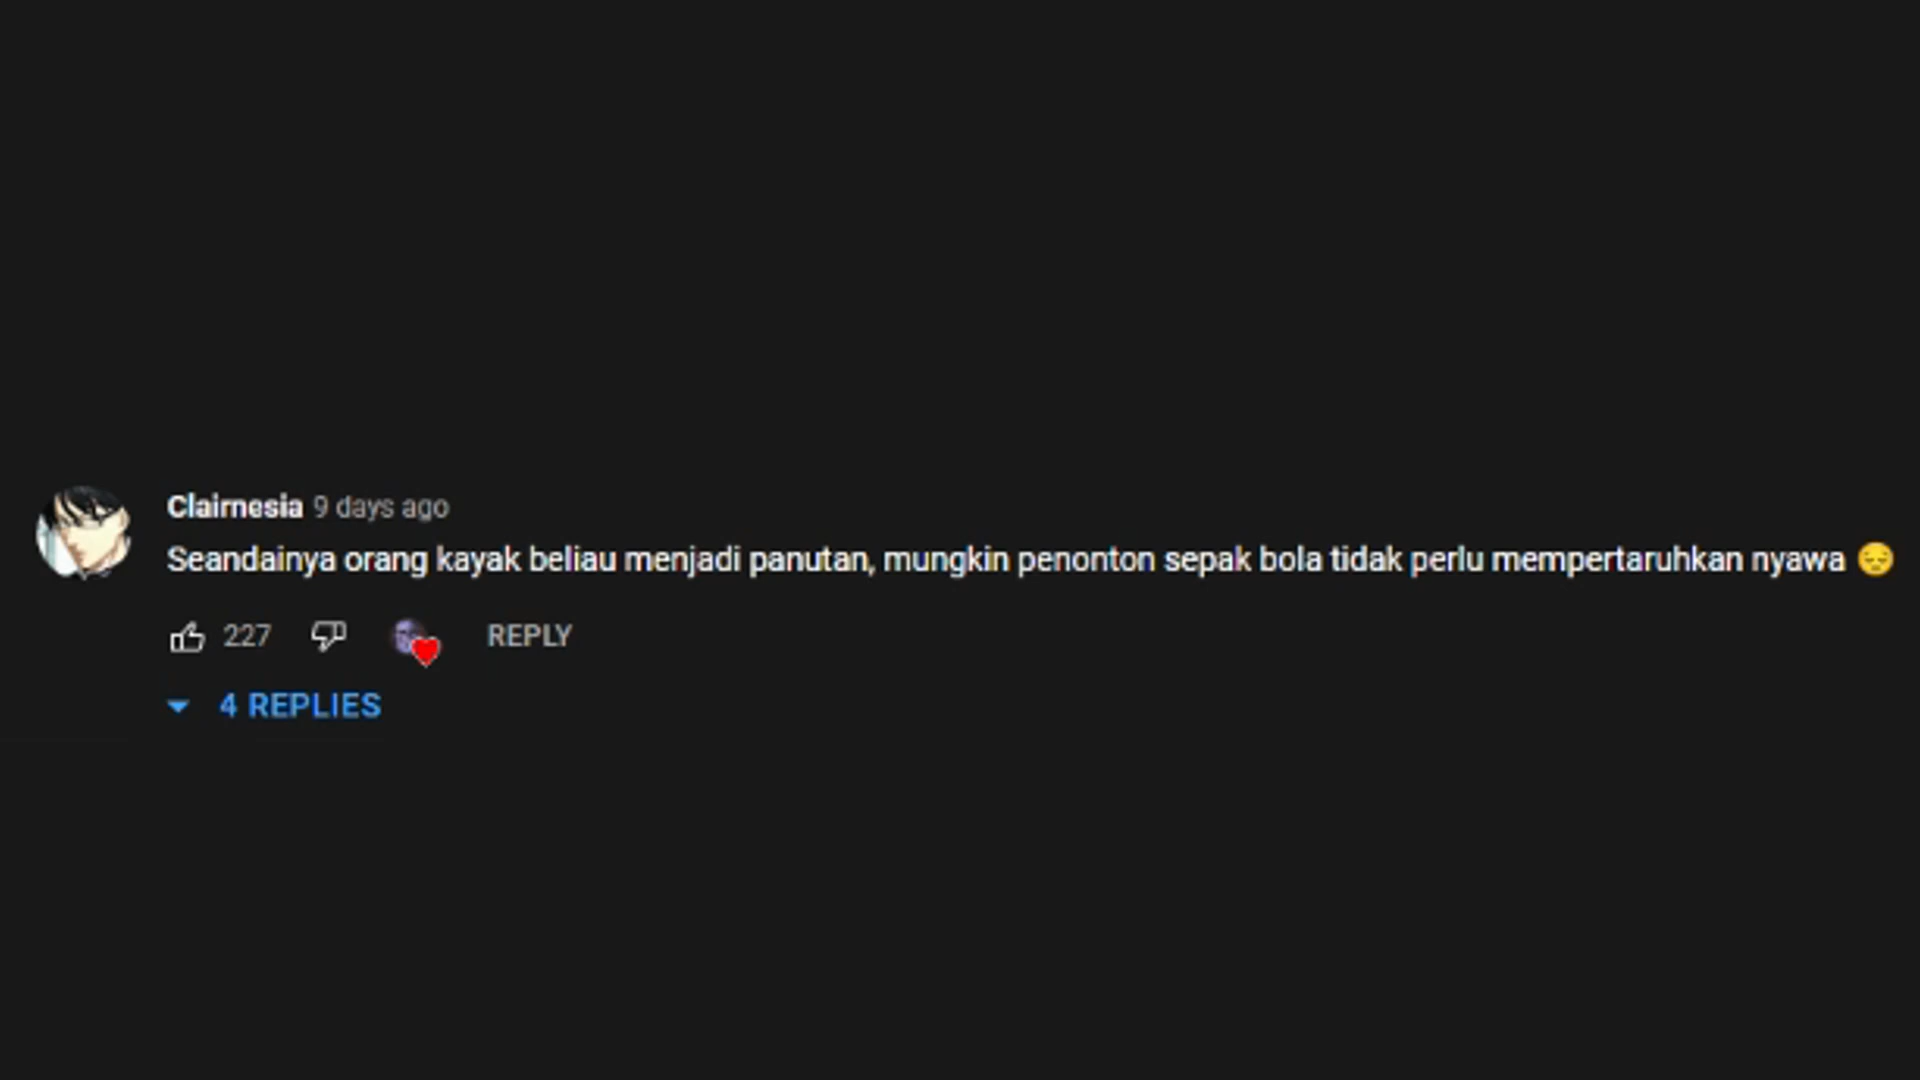 Clairnesia 9 days ago
Seandainya orang kayak beliau menjadi panutan, mungkin penonton sepak bola tidak perlu mempertaruhkan nyawa 😔
227 REPLY
4 REPLIES